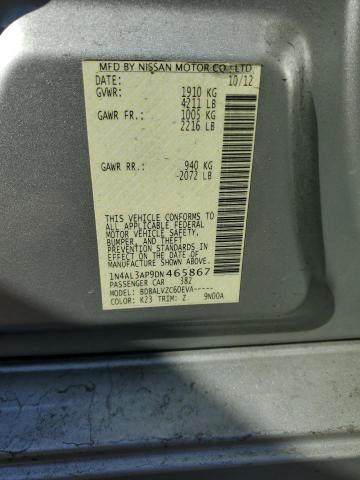 MFD BY NISSAN MOTOR CO., LTD.
DATE: 10/12
GVWR: 1910 KG
4211 LB
GAWR FR.: 1005 KG
2216 LB
GAWR RR.: 940 KG
-2072 LB
THIS VEHICLE CONFORMS TO
ALL APPLICABLE FEDERAL
MOTOR VEHICLE SAFETY,
BUMPER, AND THEFT
PREVENTION STANDARDS IN
EFFECT ON THE DATE OF
MANUFACTURE SHOWN ABOVE.
1N4AL3AP9DN465867
PASSENGER CAR 382
MODEL: BDBALVZC60EVA-----
COLOR: K23 TRIM: Z 9N00A